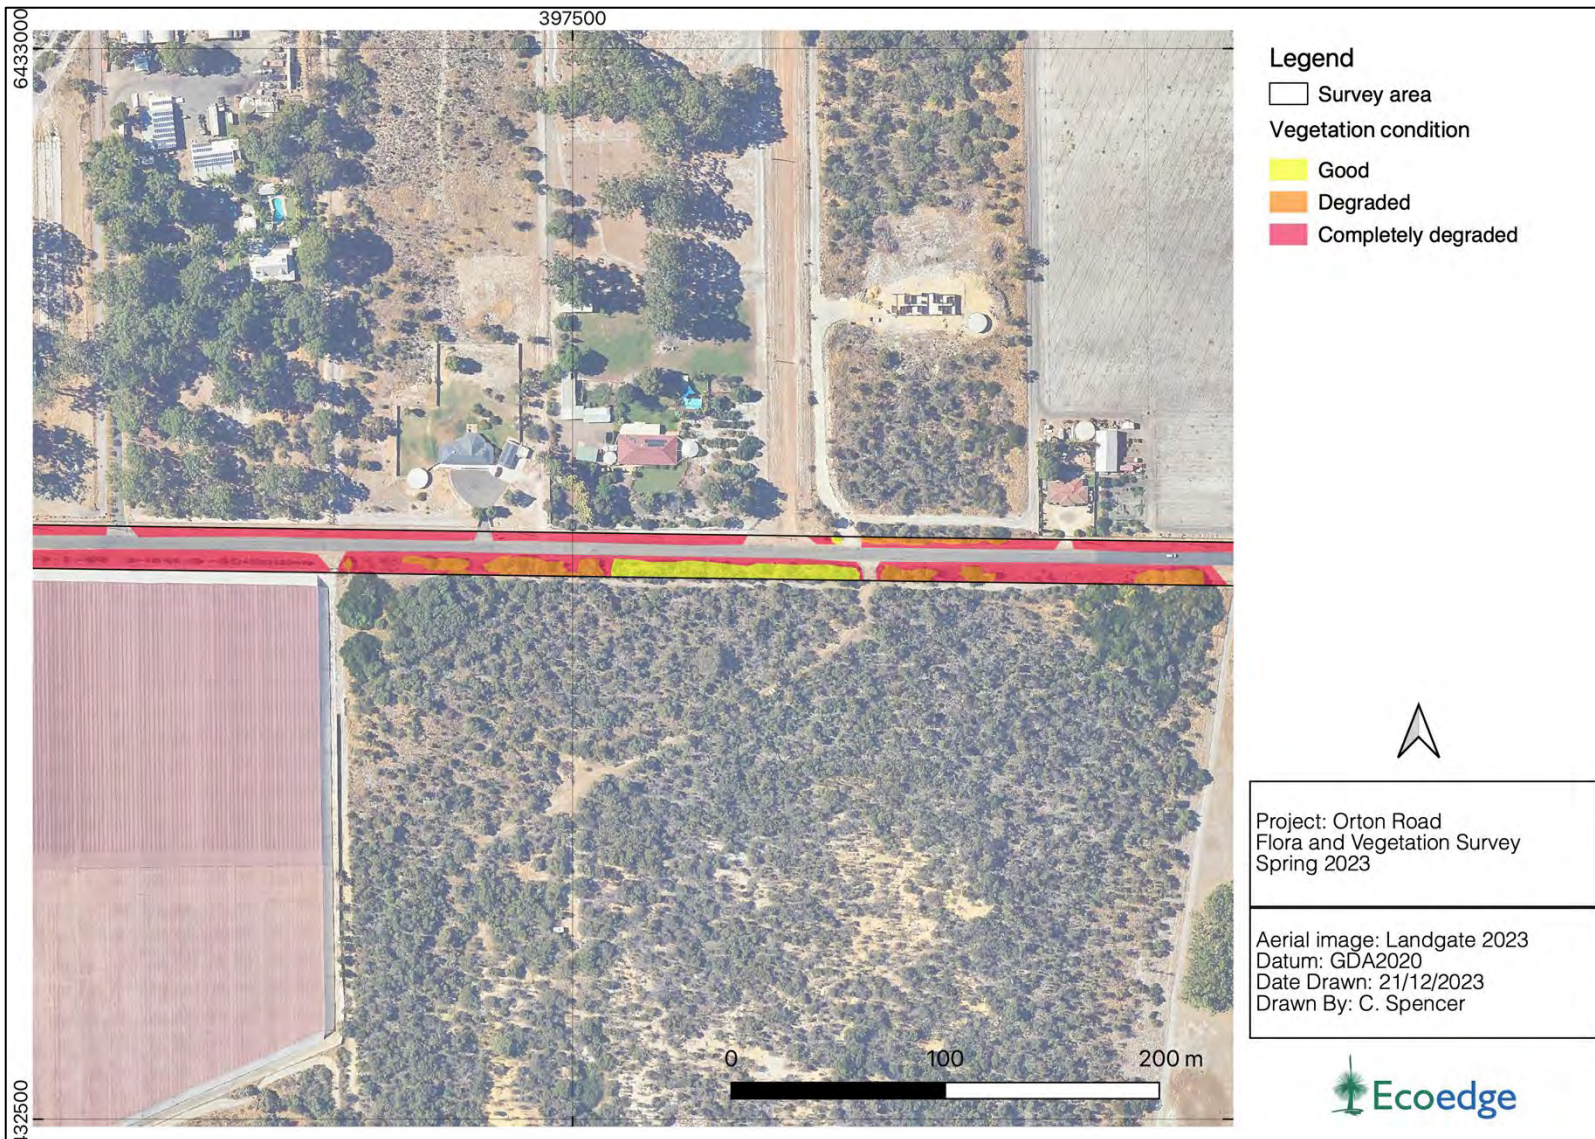 397500
6433000
Legend
Survey area
Vegetation condition
Good
Degraded
Completely degraded
Project: Orton Road
Flora and Vegetation Survey
Spring 2023
Aerial image: Landgate 2023
Datum: GDA2020
Date Drawn: 21/12/2023
Drawn By: C. Spencer
0 100 200 m
432500
Ecoedge